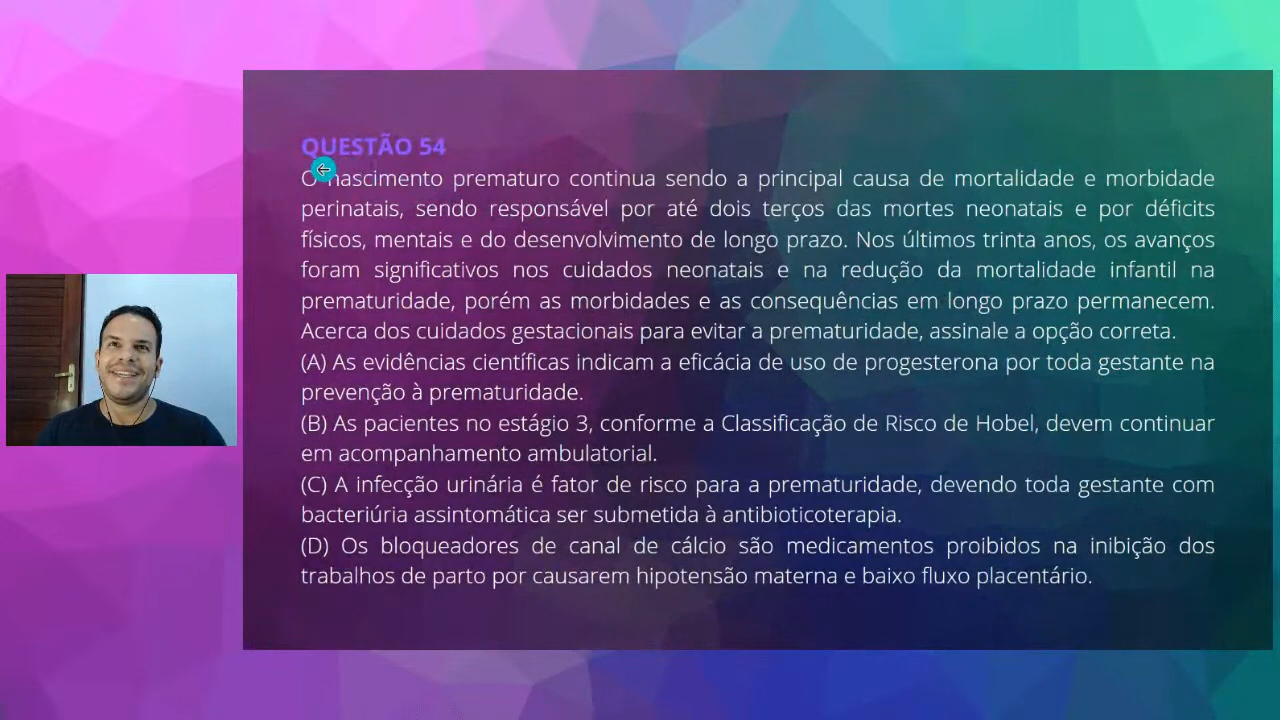 QUESTÃO 54
O nascimento prematuro continua sendo a principal causa de mortalidade e morbidade
perinatais, sendo responsável por até dois terços das mortes neonatais e por déficits
físicos, mentais e do desenvolvimento de longo prazo. Nos últimos trinta anos, os avanços
foram significativos nos cuidados neonatais e na redução da mortalidade infantil na
prematuridade, porém as morbidades e as consequências em longo prazo permanecem.
Acerca dos cuidados gestacionais para evitar a prematuridade, assinale a opção correta.
(A) As evidências científicas indicam a eficácia de uso de progesterona por toda gestante na
prevenção à prematuridade.
(B) As pacientes no estágio 3, conforme a Classificação de Risco de Hobel, devem continuar
em acompanhamento ambulatorial.
(C) A infecção urinária é fator de risco para a prematuridade, devendo toda gestante com
bacteriúria assintomática ser submetida à antibioticoterapia.
(D) Os bloqueadores de canal de cálcio são medicamentos proibidos na inibição dos
trabalhos de parto por causarem hipotensão materna e baixo fluxo placentário.